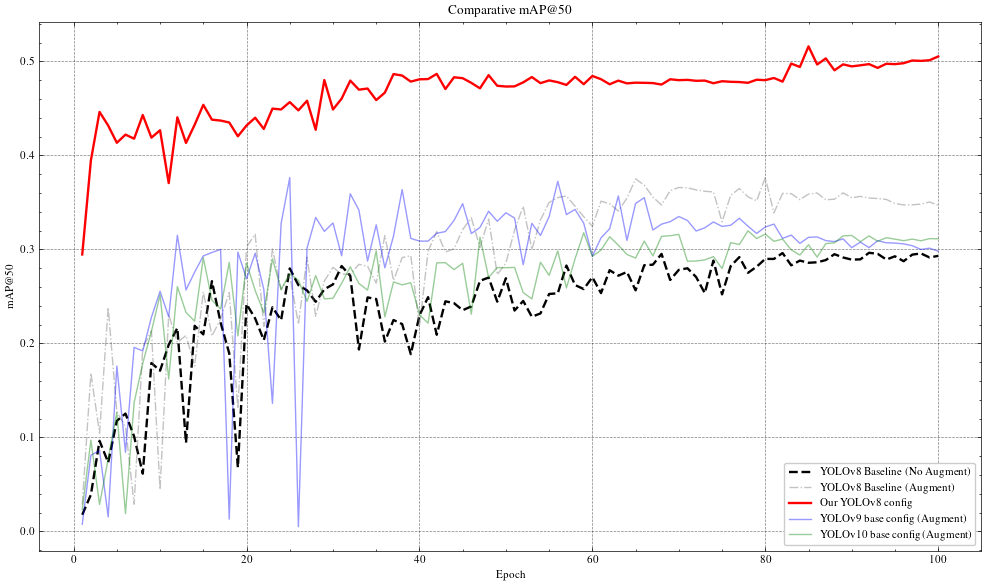 Comparative mAP@50
mAP@50
0.5
0.4
0.3
0.2
0.1
0.0
0
20
40
60
80
100
Epoch
YOLOv8 Baseline (No Augment)
YOLOv8 Baseline (Augment)
Our YOLOv8 config
YOLOv9 base config (Augment)
YOLOv10 base config (Augment)